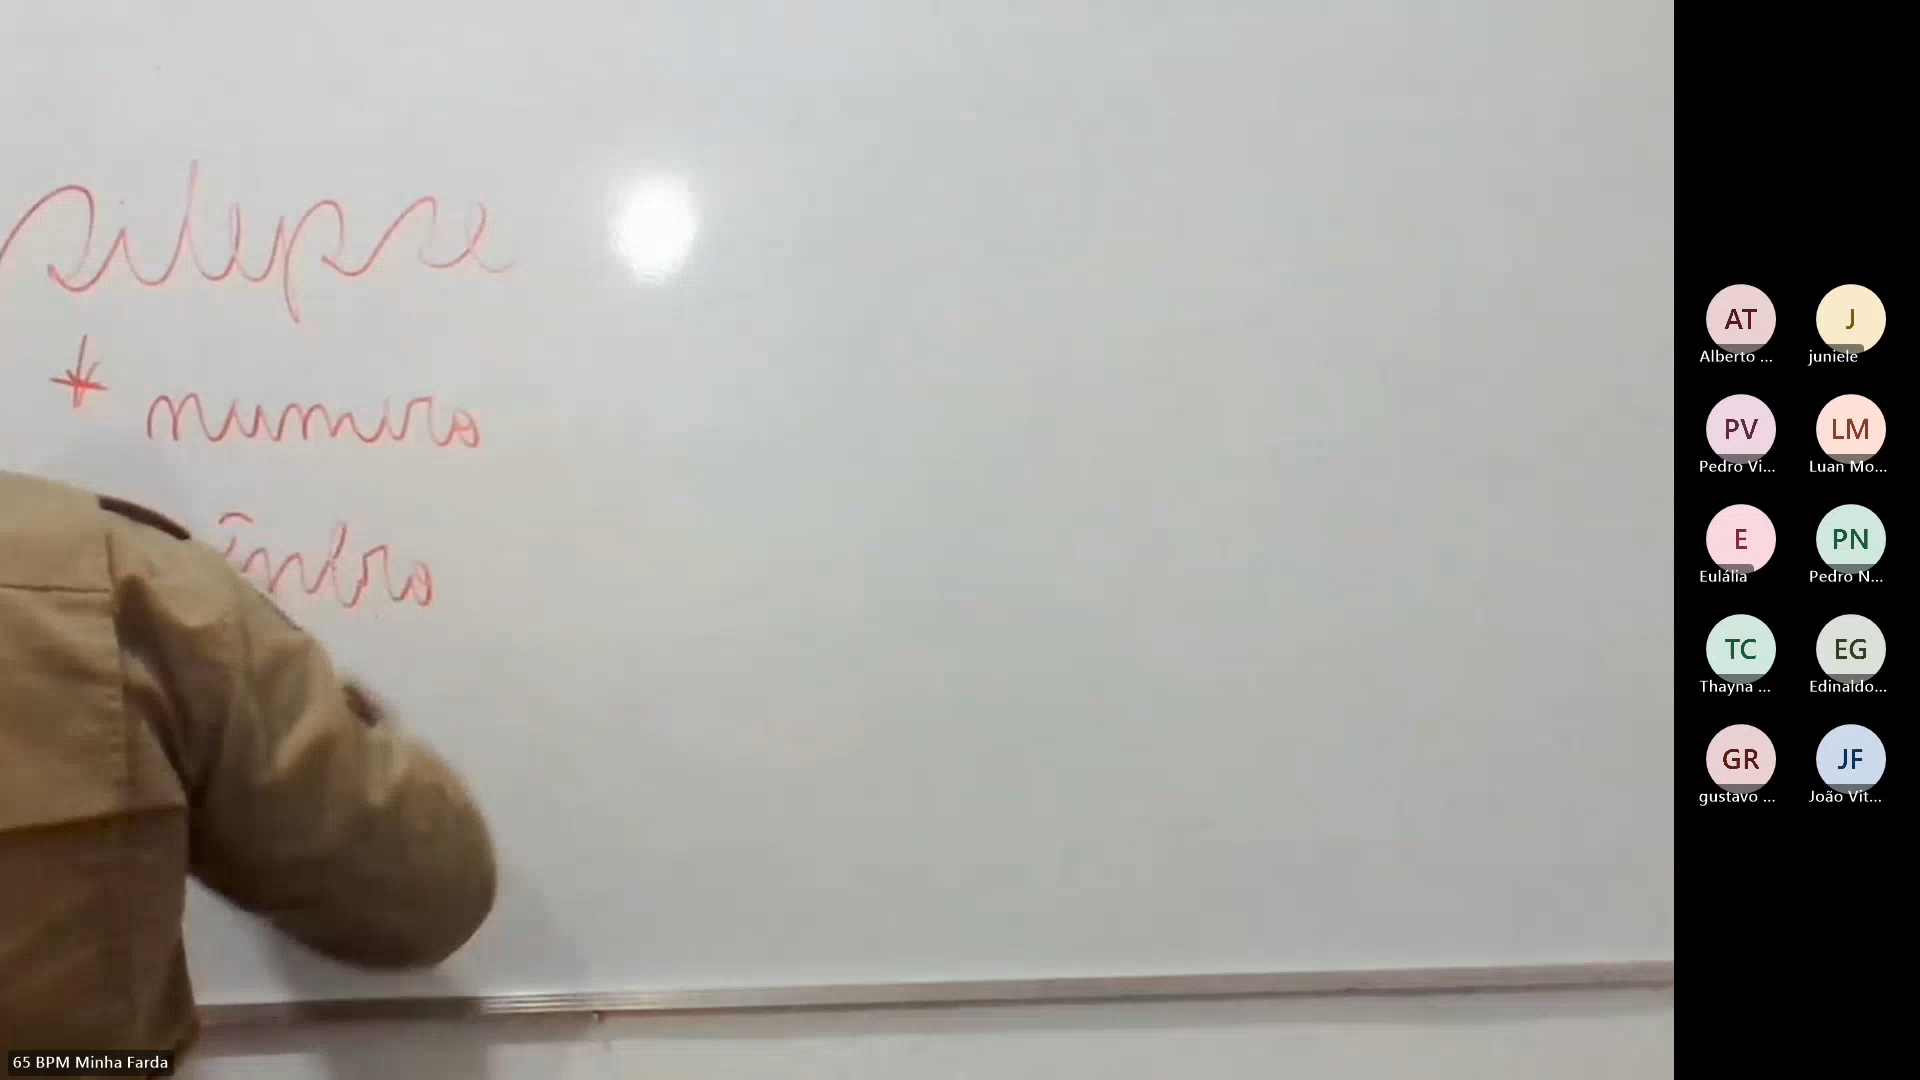 silepse
* numero
AT
J
Alberto ...
juniele
PV
LM
Pedro Vi...
Luan Mo...
E
PN
Eulália
Pedro N...
TC
EG
Thayna ...
Edinaldo...
GR
JF
gustavo ...
João Vit...
65 BPM Minha Farda